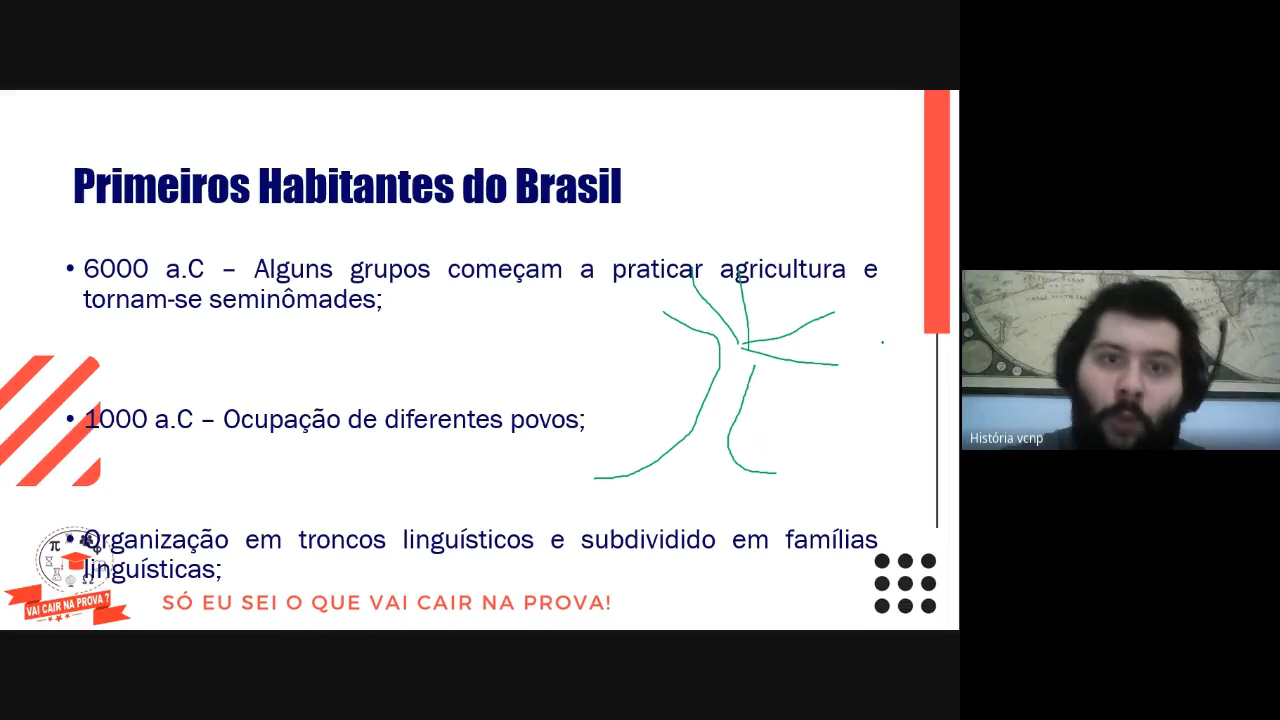 Primeiros Habitantes do Brasil
• 6000 a.C – Alguns grupos começam a praticar agricultura e
tornam-se seminômades;
• 1000 a.C – Ocupação de diferentes povos;
• Organização em troncos linguísticos e subdividido em famílias
linguísticas;
VAI CAIR NA PROVA ?
SÓ EU SEI O QUE VAI CAIR NA PROVA!
História vcnp